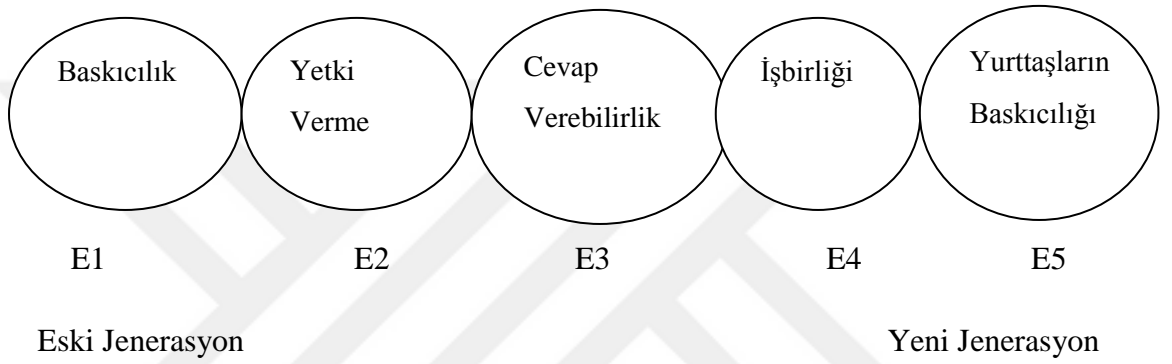 Baskıcılık
Yetki
Verme
Cevap
Verebilirlik
İşbirliği
Yurttaşların
Baskıcılığı
E1 E2 E3 E4 E5
Eski Jenerasyon Yeni Jenerasyon